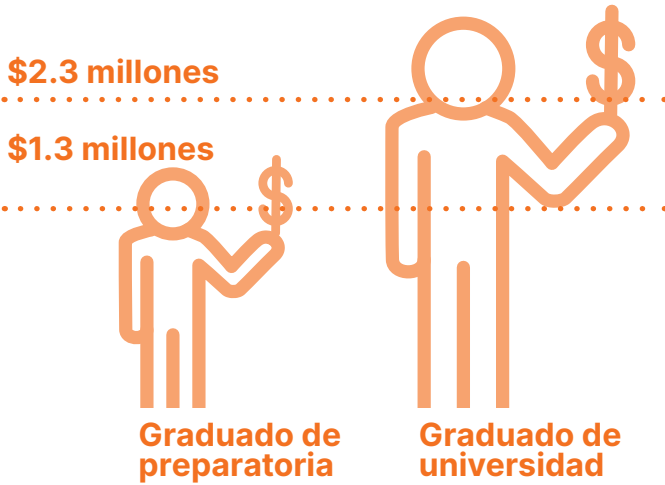 $2.3 millones
$1.3 millones
Graduado de
preparatoria
Graduado de
universidad